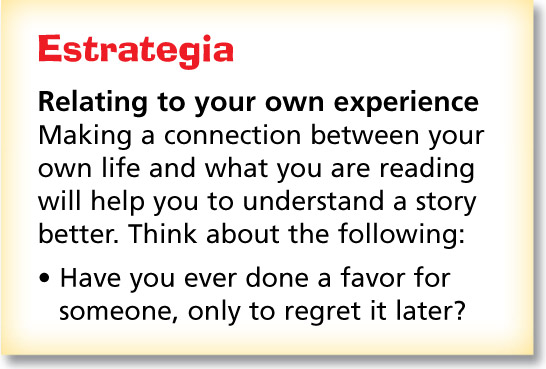 Estrategia
Relating to your own experience
Making a connection between your
own life and what you are reading
will help you to understand a story
better. Think about the following:
• Have you ever done a favor for
someone, only to regret it later?